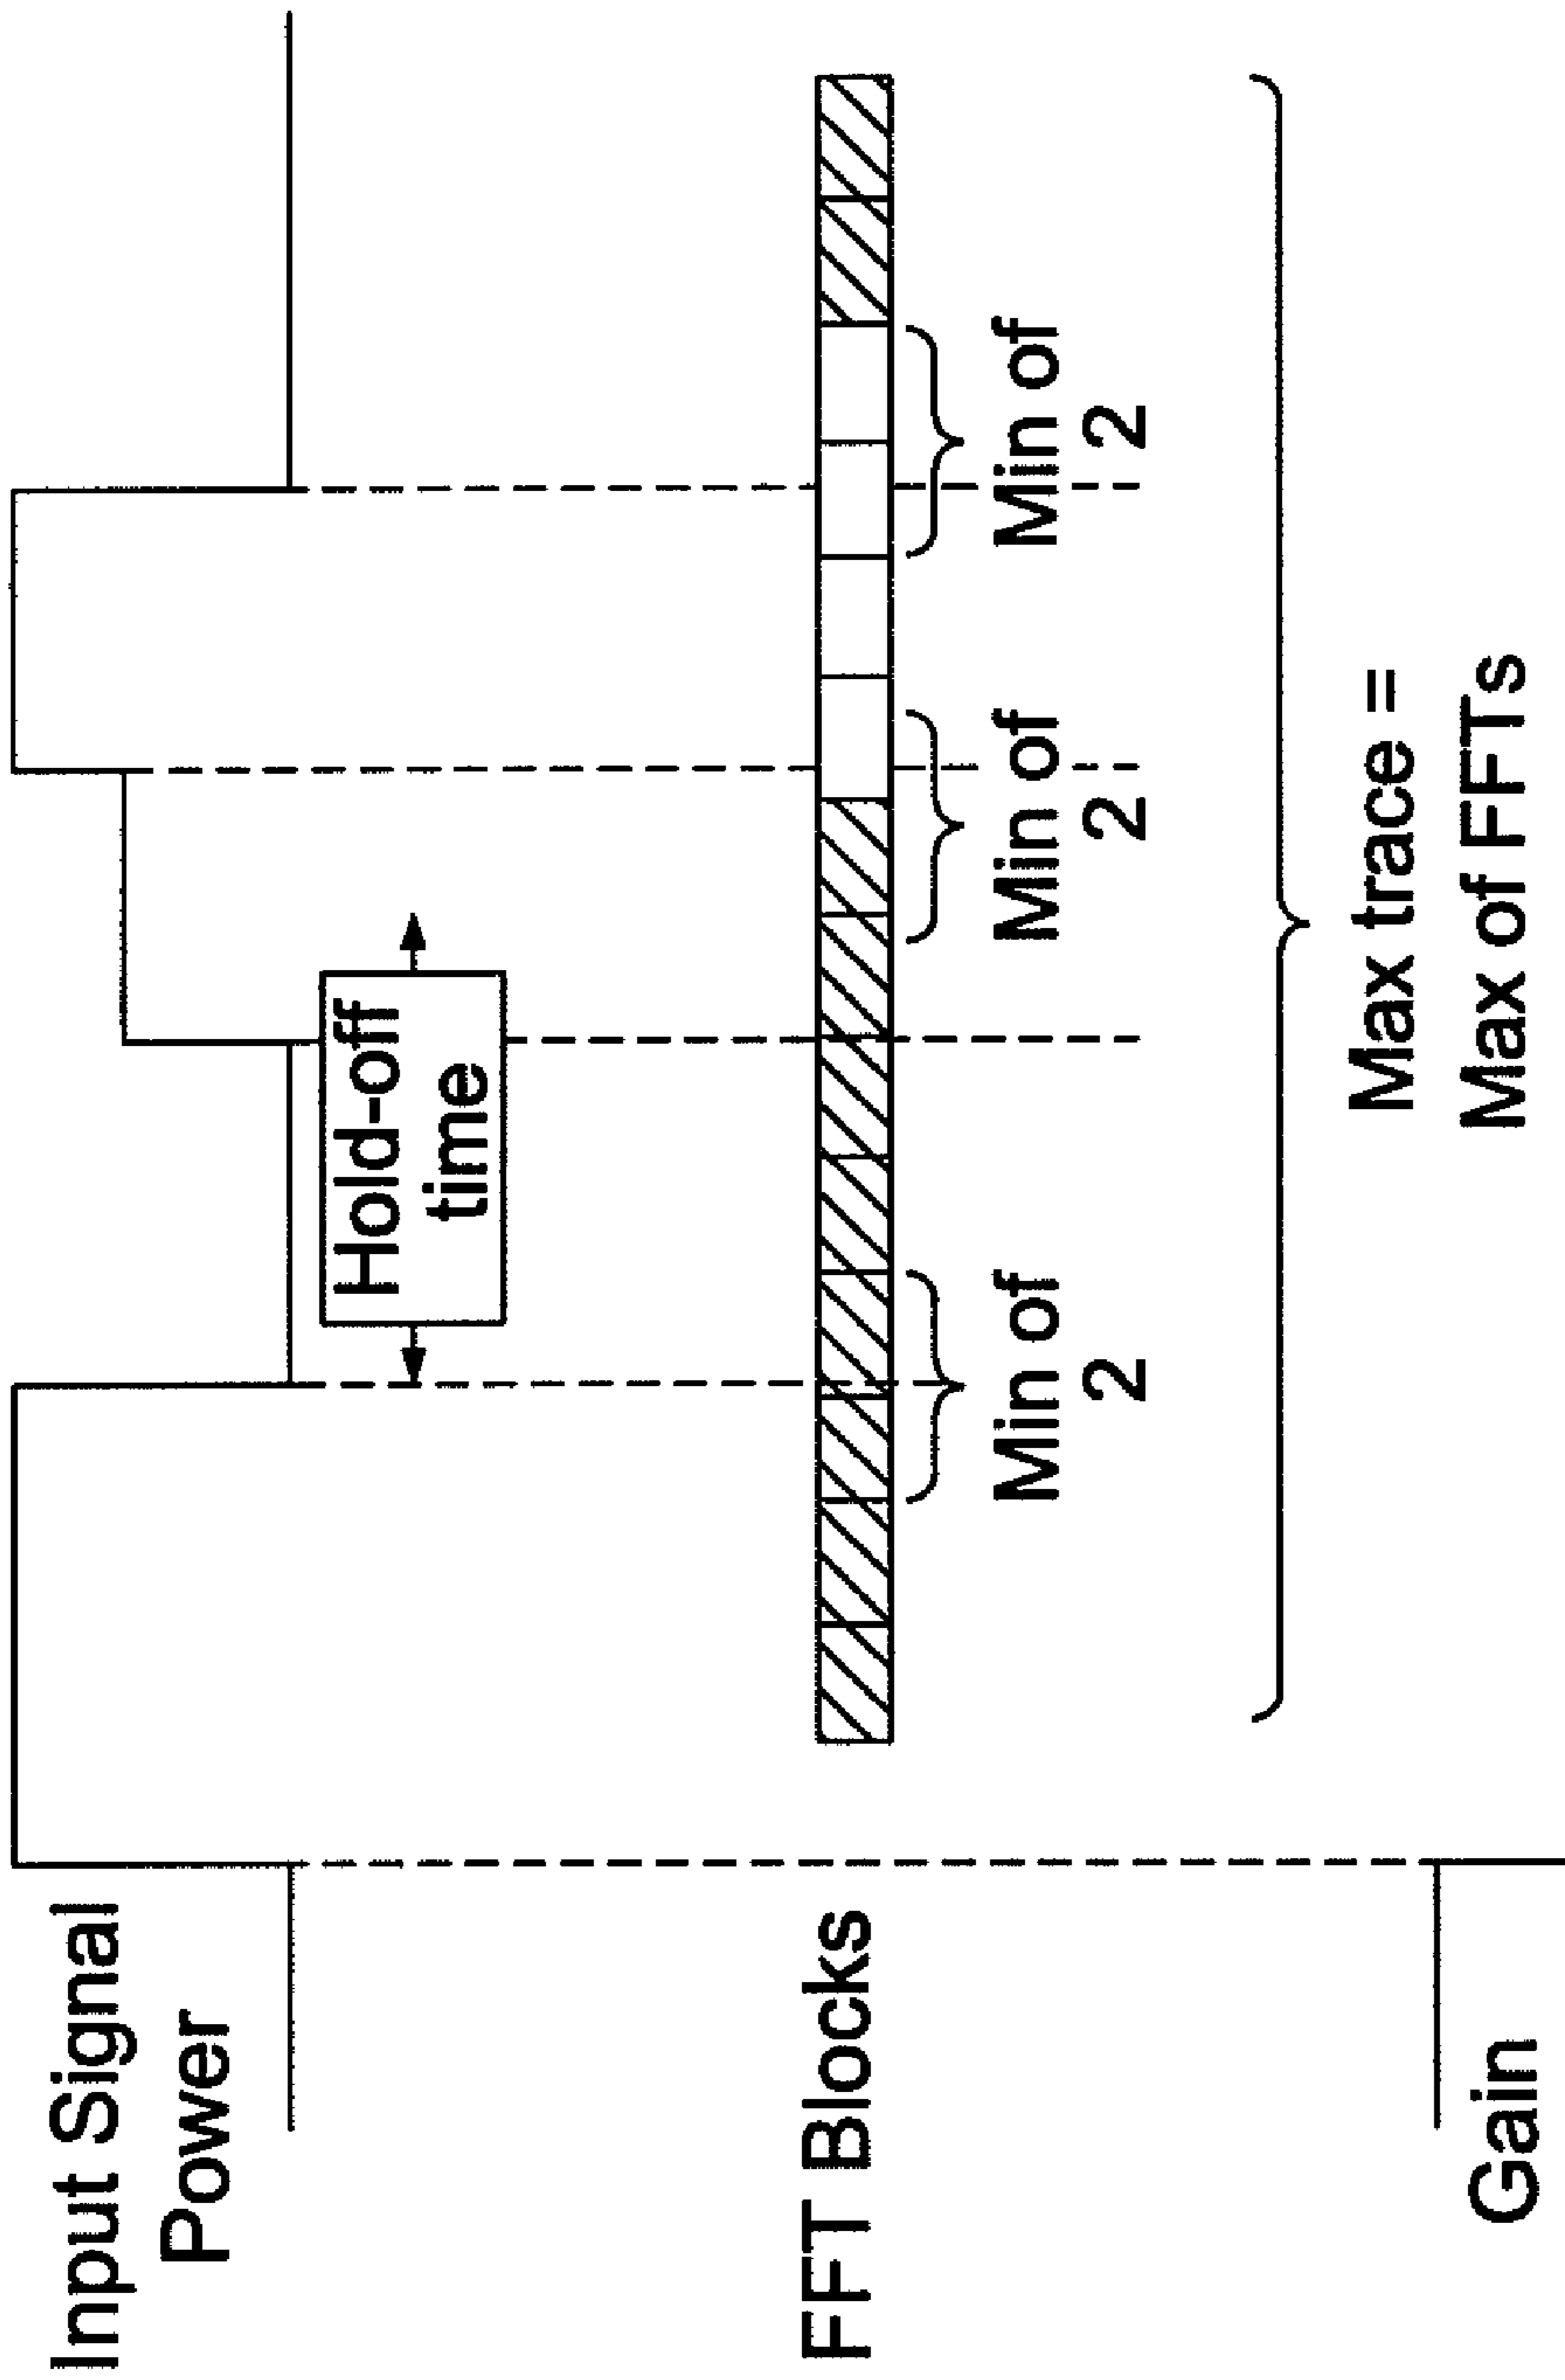 Input Signal
Power
Hold-off
time
FFT Blocks
Min of
2
Min of
2
Min of
2
Max trace =
Max of FFTs
Gain